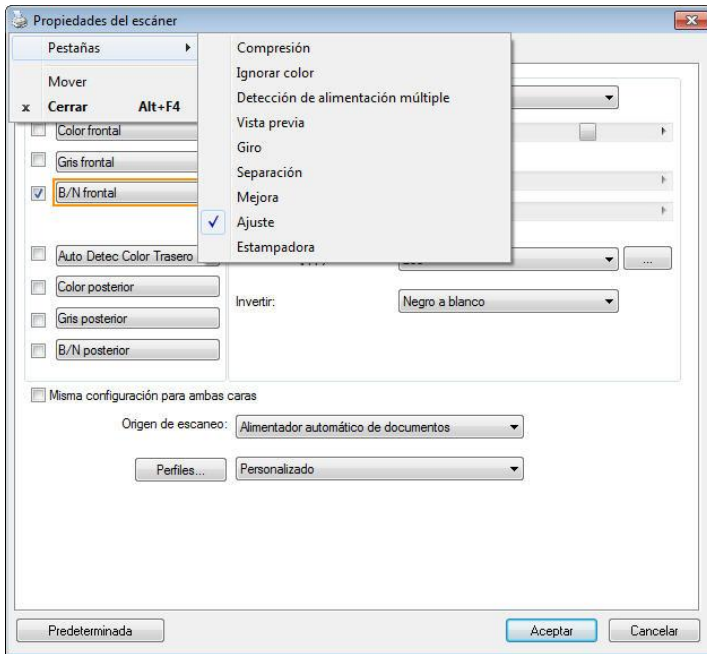 Propiedades del escáner
Pestañas
Mover
x Cerrar Alt+F4
Compresión
Ignorar color
Detección de alimentación múltiple
Vista previa
Giro
Separación
Mejora
Ajuste
Estampadora
Color frontal
Gris frontal
B/N frontal
Auto Detec Color Trasero
Color posterior
Gris posterior
B/N posterior
...
Invertir:
Negro a blanco
Misma configuración para ambas caras
Origen de escaneo:
Alimentador automático de documentos
Perfiles...
Personalizado
Predeterminada
Aceptar
Cancelar